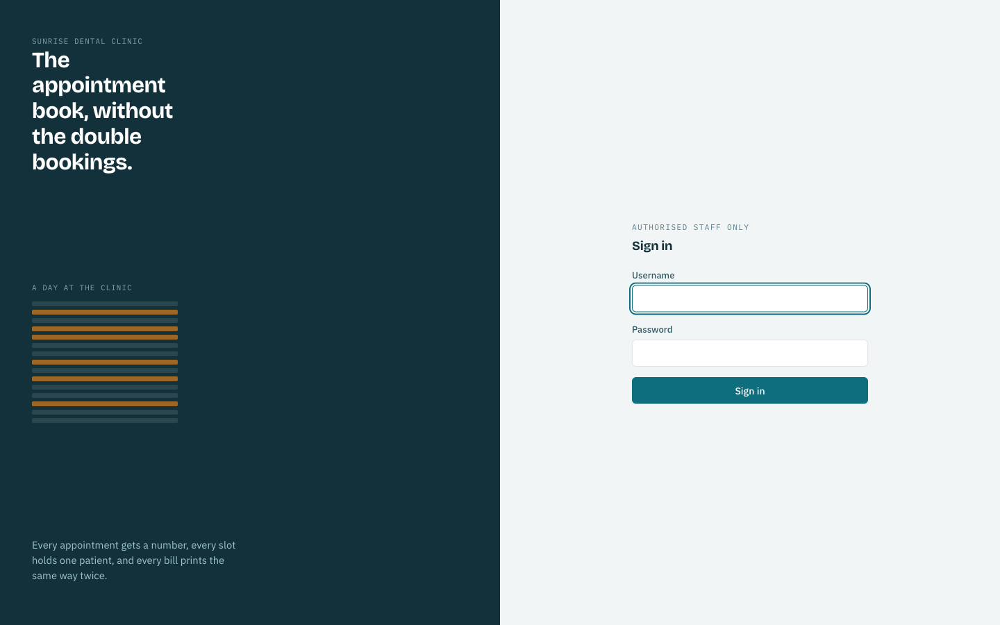 SUNRISE DENTAL CLINIC
The
appointment
book, without
the double
bookings.
A DAY AT THE CLINIC
Every appointment gets a number, every slot
holds one patient, and every bill prints the
same way twice.
AUTHORISED STAFF ONLY
Sign in
Username
Password
Sign in